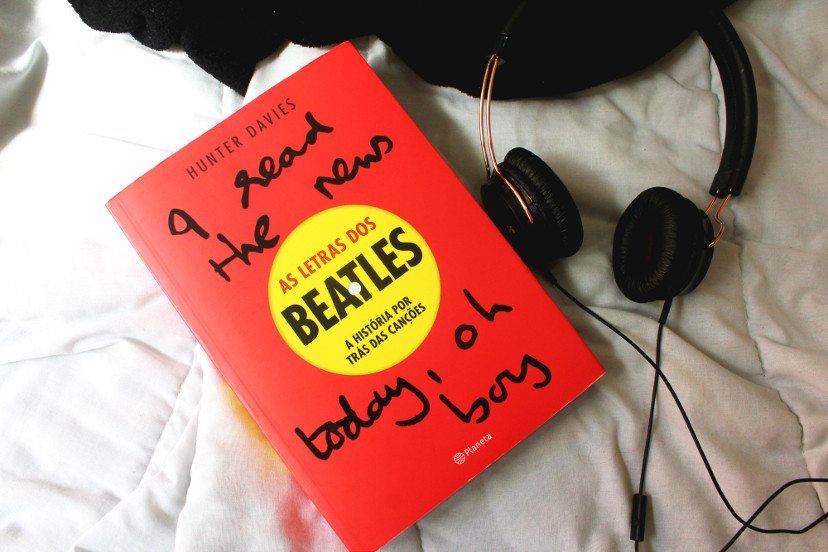 HUNTER DAVIES
I read
the news
AS LETRAS DOS
BEATLES
A HISTÓRIA POR
TRÁS DAS CANÇÕES
today, oh
boy
Planeta